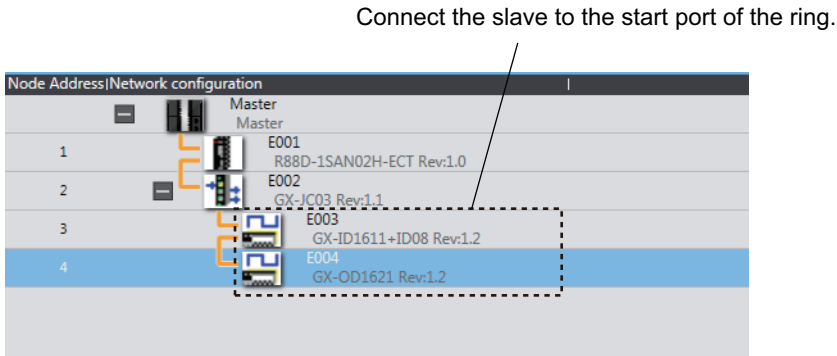 Connect the slave to the start port of the ring.
Node Address|Network configuration
Master
Master
1
E001
R88D-1SAN02H-ECT Rev:1.0
2
E002
GX-JC03 Rev:1.1
3
E003
GX-ID1611+ID08 Rev:1.2
4
E004
GX-OD1621 Rev:1.2